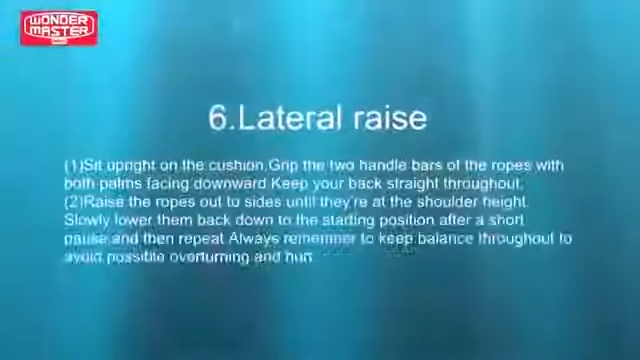 WONDER
MASTER
6.Lateral raise
(1)Sit upright on the cushion.Grip the two handle bars of the ropes with
both palms facing downward.Keep your back straight throughout.
(2)Raise the ropes out to sides until they're at the shoulder height.
Slowly lower them back down to the starting position after a short
pause and then repeat.Always remember to keep balance throughout to
avoid possible overturning and hurt.